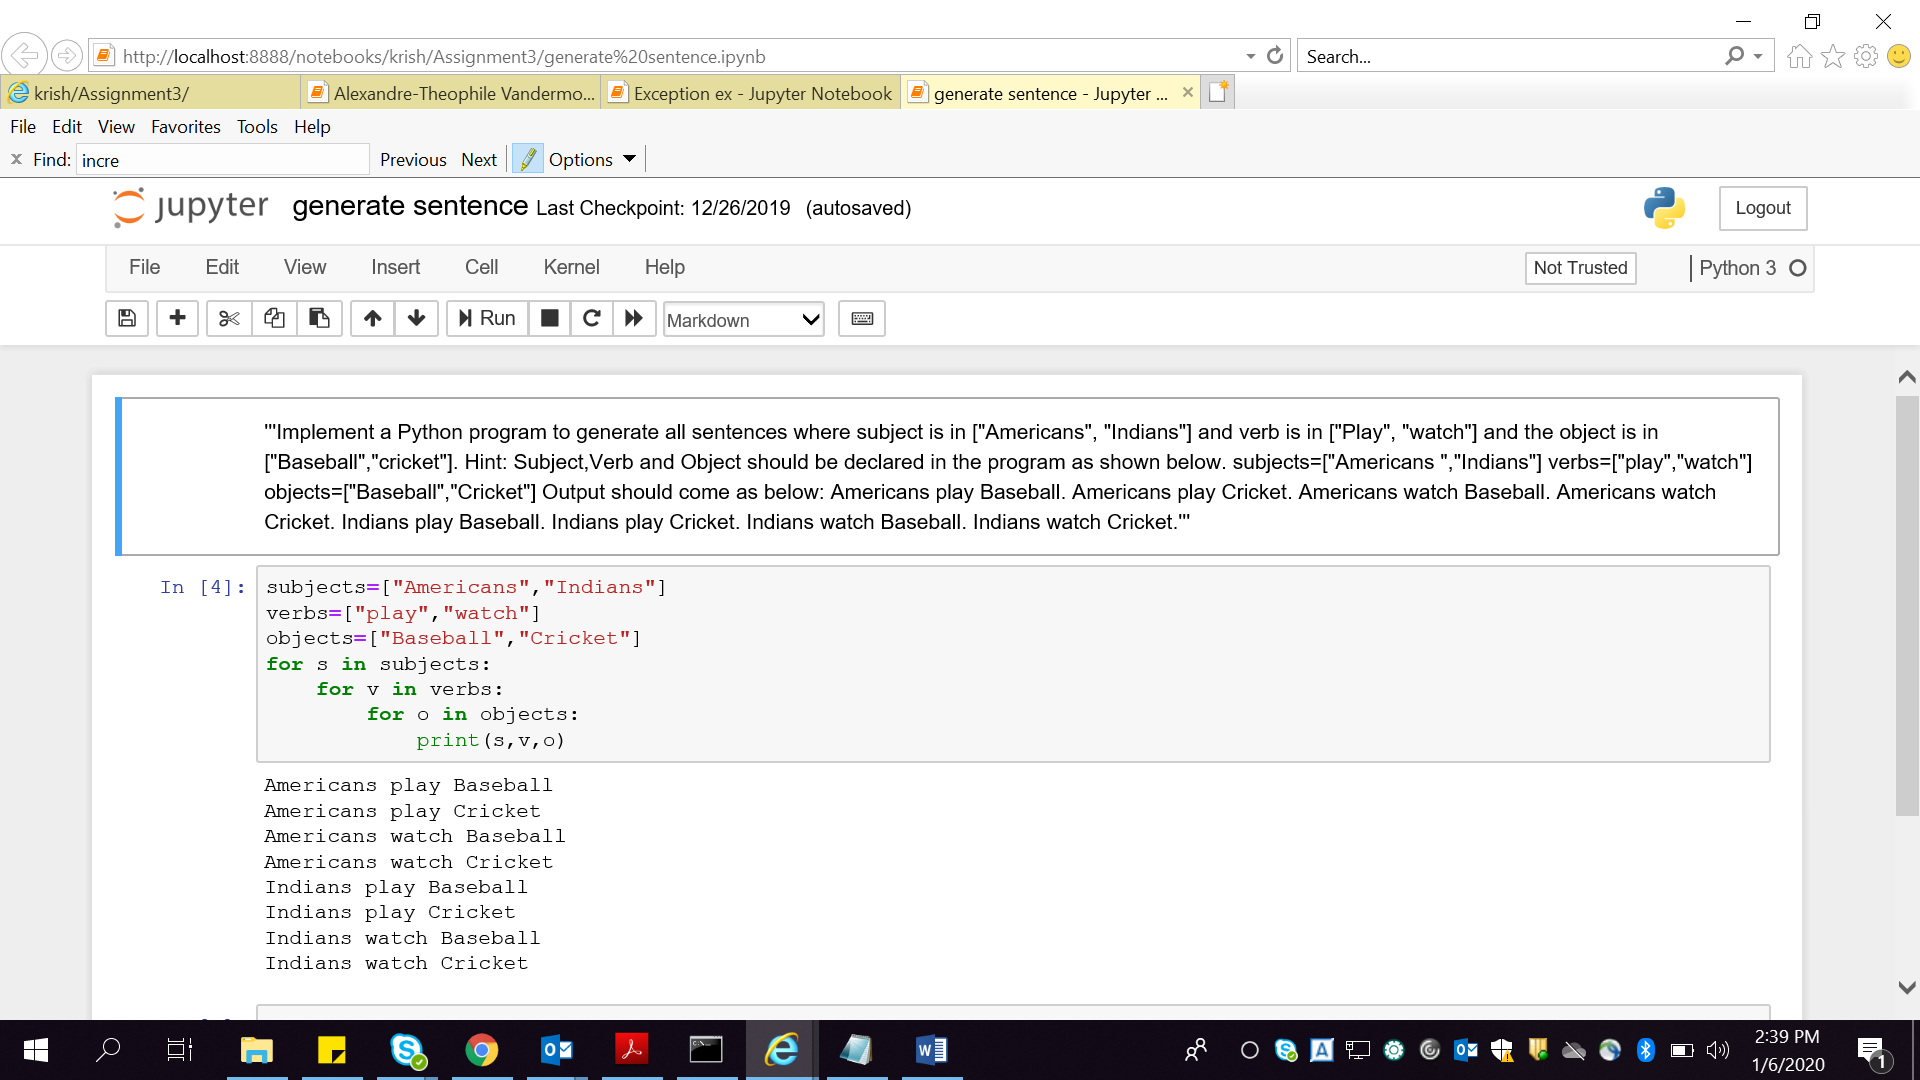 http://localhost:8888/notebooks/krish/Assignment3/generate%20sentence.ipynb
Search...
krish/Assignment3/
Alexandre-Theophile Vandermo...
Exception ex - Jupyter Notebook
generate sentence - Jupyter ...
File Edit View Favorites Tools Help
x Find: incre Previous Next Options
jupyter generate sentence Last Checkpoint: 12/26/2019 (autosaved)
Logout
File Edit View Insert Cell Kernel Help
Not Trusted
Python 3
Run
Markdown
'''Implement a Python program to generate all sentences where subject is in ["Americans", "Indians"] and verb is in ["Play", "watch"] and the object is in
["Baseball","cricket"]. Hint: Subject,Verb and Object should be declared in the program as shown below. subjects=["Americans ","Indians"] verbs=["play","watch"]
objects=["Baseball","Cricket"] Output should come as below: Americans play Baseball. Americans play Cricket. Americans watch Baseball. Americans watch
Cricket. Indians play Baseball. Indians play Cricket. Indians watch Baseball. Indians watch Cricket.'''
In [4]:
subjects=["Americans","Indians"]
verbs=["play","watch"]
objects=["Baseball","Cricket"]
for s in subjects:
    for v in verbs:
        for o in objects:
            print(s,v,o)
Americans play Baseball
Americans play Cricket
Americans watch Baseball
Americans watch Cricket
Indians play Baseball
Indians play Cricket
Indians watch Baseball
Indians watch Cricket
2:39 PM
1/6/2020
1